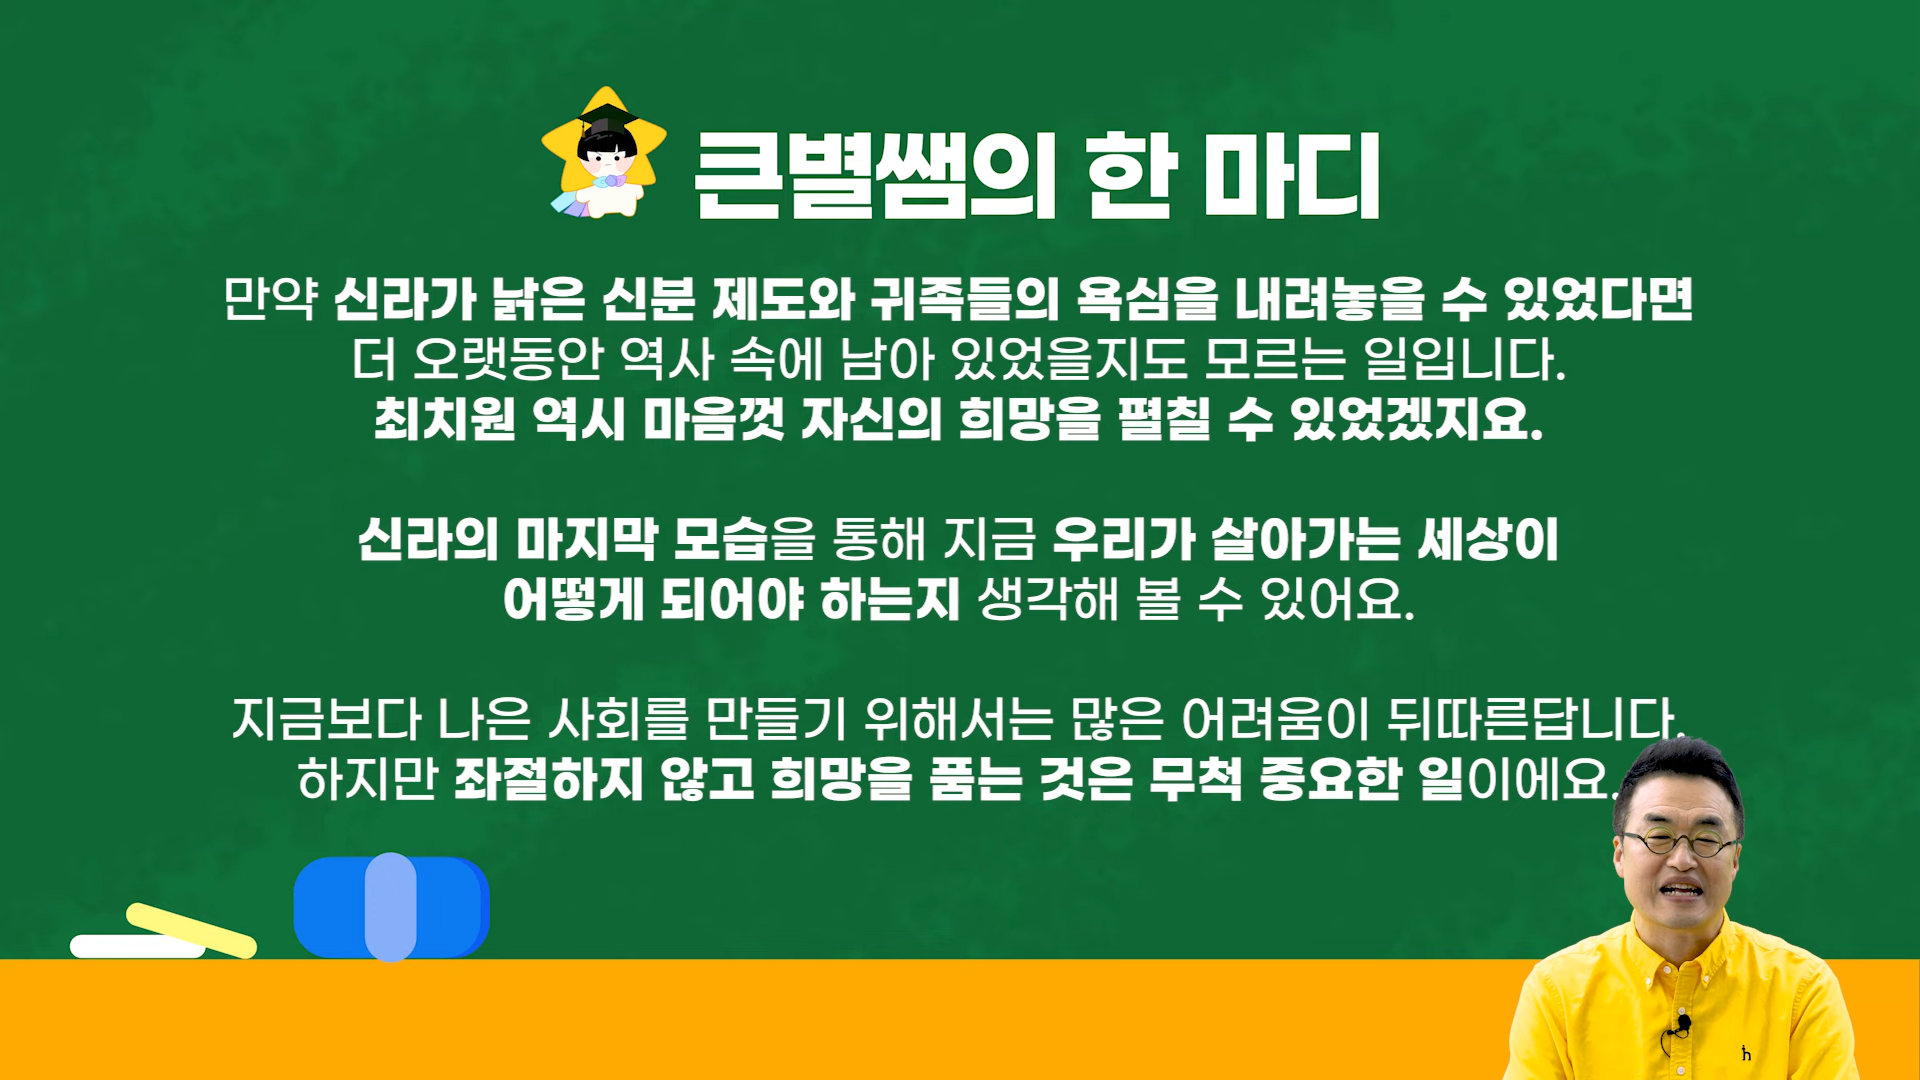 큰별쌤의 한 마디
만약 신라가 낡은 신분 제도와 귀족들의 욕심을 내려놓을 수 있었다면
더 오랫동안 역사 속에 남아 있었을지도 모르는 일입니다.
최치원 역시 마음껏 자신의 희망을 펼칠 수 있었겠지요.
신라의 마지막 모습을 통해 지금 우리가 살아가는 세상이
어떻게 되어야 하는지 생각해 볼 수 있어요.
지금보다 나은 사회를 만들기 위해서는 많은 어려움이 뒤따른답니다.
하지만 좌절하지 않고 희망을 품는 것은 무척 중요한 일이에요.